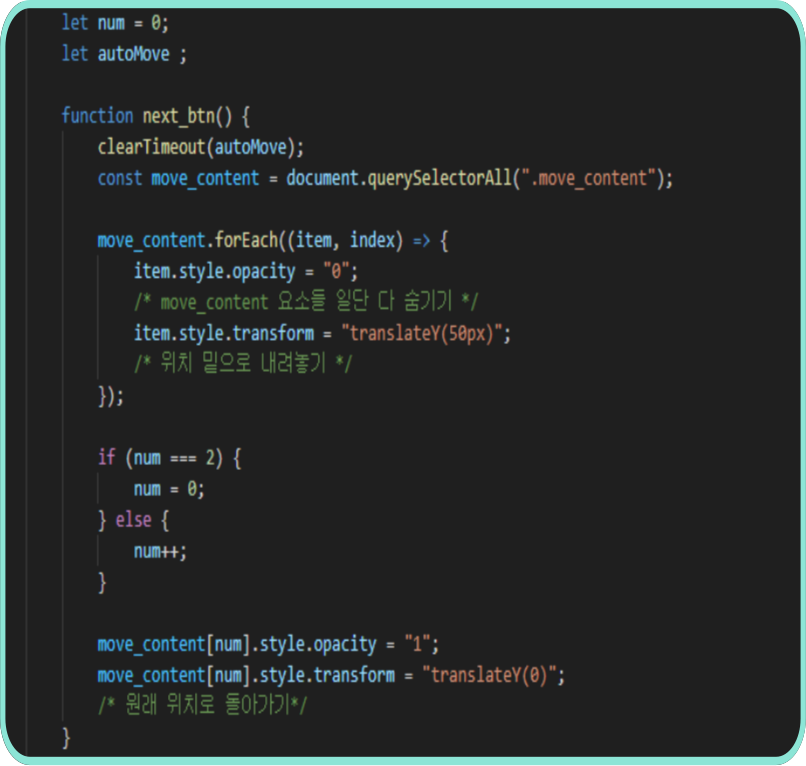 let num = 0;
let autoMove ;
function next_btn() {
clearTimeout(autoMove);
const move_content = document.querySelectorAll(".move_content");
move_content.forEach((item, index) => {
item.style.opacity = "0";
/* move_content 요소들 일단 다 숨기기 */
item.style.transform = "translateY(50px)";
/* 위치 밑으로 내려놓기 */
});
if (num === 2) {
num = 0;
} else {
num++;
}
move_content[num].style.opacity = "1";
move_content[num].style.transform = "translateY(0)";
/* 원래 위치로 돌아가기*/
}